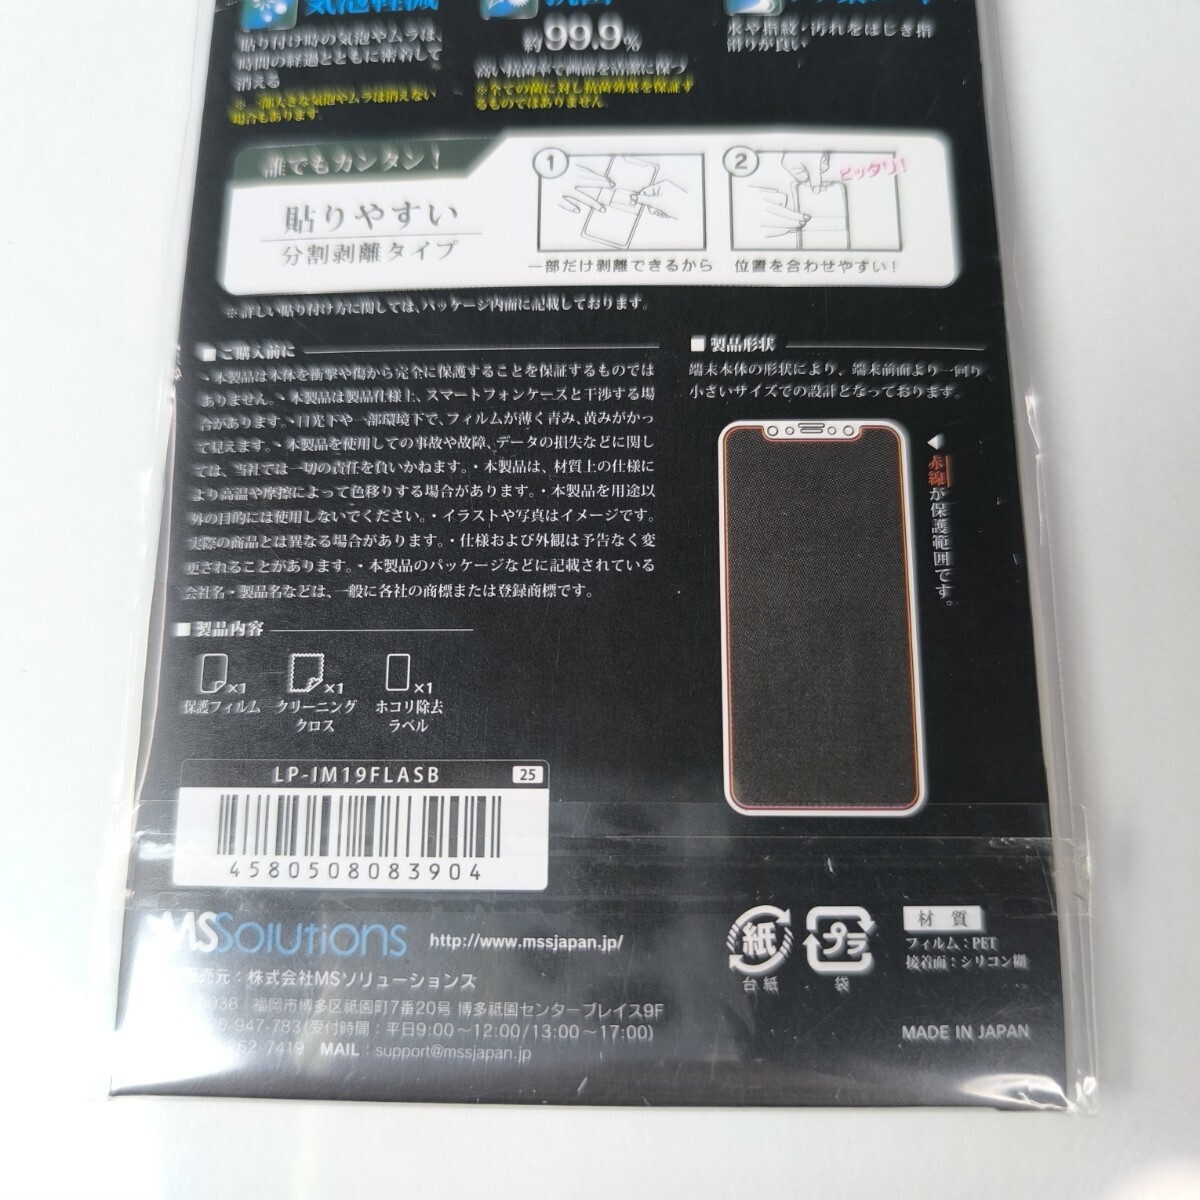 気泡軽減
貼り付け時の気泡やムラは、
時間の経過とともに密着して
消える
※一部大きな気泡やムラは消えない
場合もあります。
抗菌
約99.9%
高い抗菌率で画面を清潔に保つ
※全ての菌に対し抗菌効果を保証す
るものではありません。
水や指紋・汚れをはじき指
滑りが良い
誰でもカンタン！
貼りやすい
分割剥離タイプ
1
一部だけ剥離できるから
2
ピッタリ!
位置を合わせやすい！
※詳しい貼り付け方に関しては、パッケージ内面に記載しております。
■ご購入前に
・本製品は本体を衝撃や傷から完全に保護することを保証するものでは
ありません。・本製品は製品仕様上、スマートフォンケースと干渉する場
合があります。・日光下や一部環境下で、フィルムが薄く青み、黄みがかっ
て見えます。・本製品を使用しての事故や故障、データの損失などに関し
ては、当社では一切の責任を負いかねます。・本製品は、材質上の仕様に
より高温や摩擦によって色移りする場合があります。・本製品を用途以
外の目的には使用しないでください。・イラストや写真はイメージです。
実際の商品とは異なる場合があります。・仕様および外観は予告なく変
更されることがあります。・本製品のパッケージなどに記載されている
会社名・製品名などは、一般に各社の商標または登録商標です。
■製品形状
端末本体の形状により、端末前面より一回り
小さいサイズでの設計となっております。
◀赤線が保護範囲です。
■製品内容
×1
保護フィルム
×1
クリーニング
クロス
×1
ホコリ除去
ラベル
LP-IM19FLASB 25
4580508083904
MSSolutions http://www.mssjapan.jp/
売元：株式会社MSソリューションズ
0038 福岡市博多区祇園町7番20号 博多祇園センタープレイス9F
-947-783(受付時間：平日9:00〜12:00/13:00〜17:00)
262-7419 MAIL：support@mssjapan.jp
紙
台紙
プラ
袋
材質
フィルム：PET
接着面：シリコン糊
MADE IN JAPAN